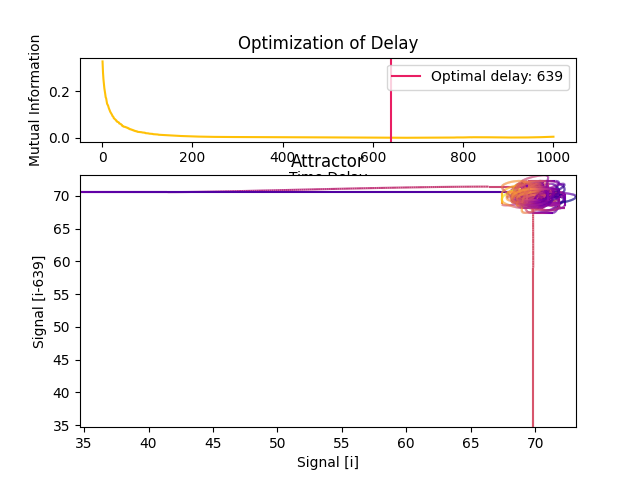 Optimization of Delay
Mutual Information
0.2
0.0
Optimal delay: 639
0 200 400 600 800 1000
Time Delay
Attractor
Signal [i-639]
70
65
60
55
50
45
40
35
35 40 45 50 55 60 65 70
Signal [i]